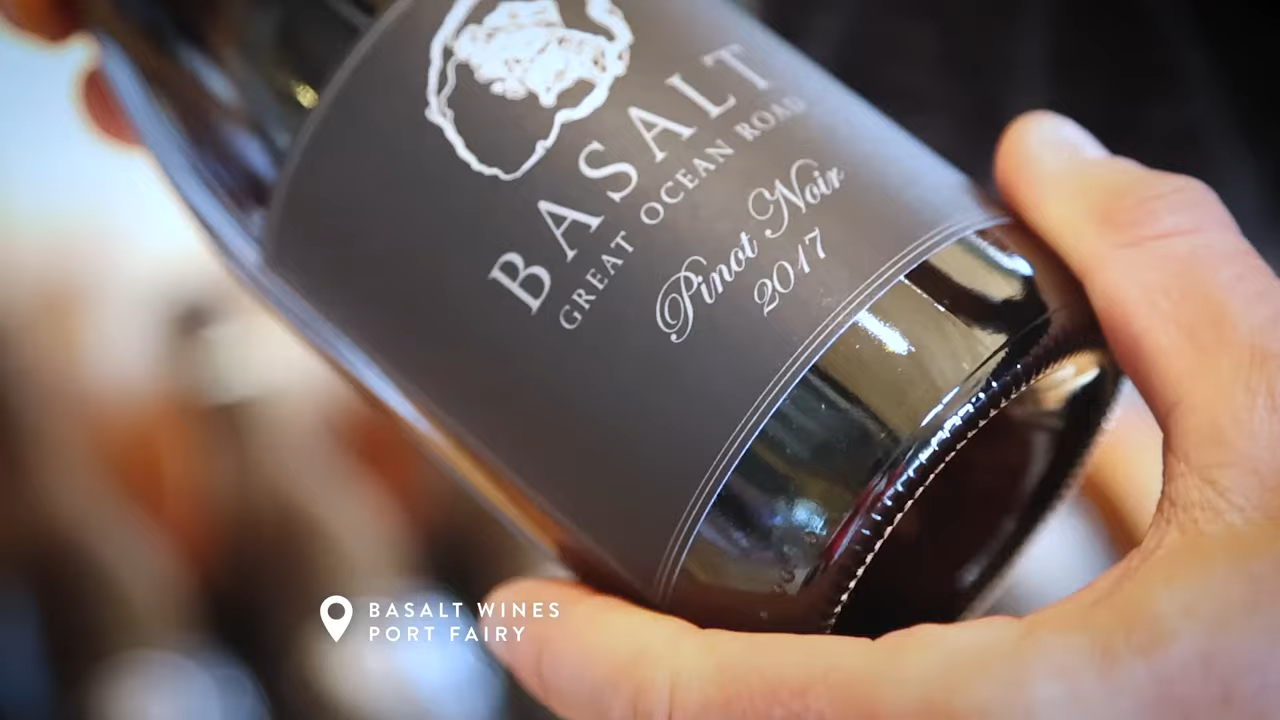 BASALT
GREAT OCEAN ROAD
Pinot Noir
2017
BASALT WINES
PORT FAIRY